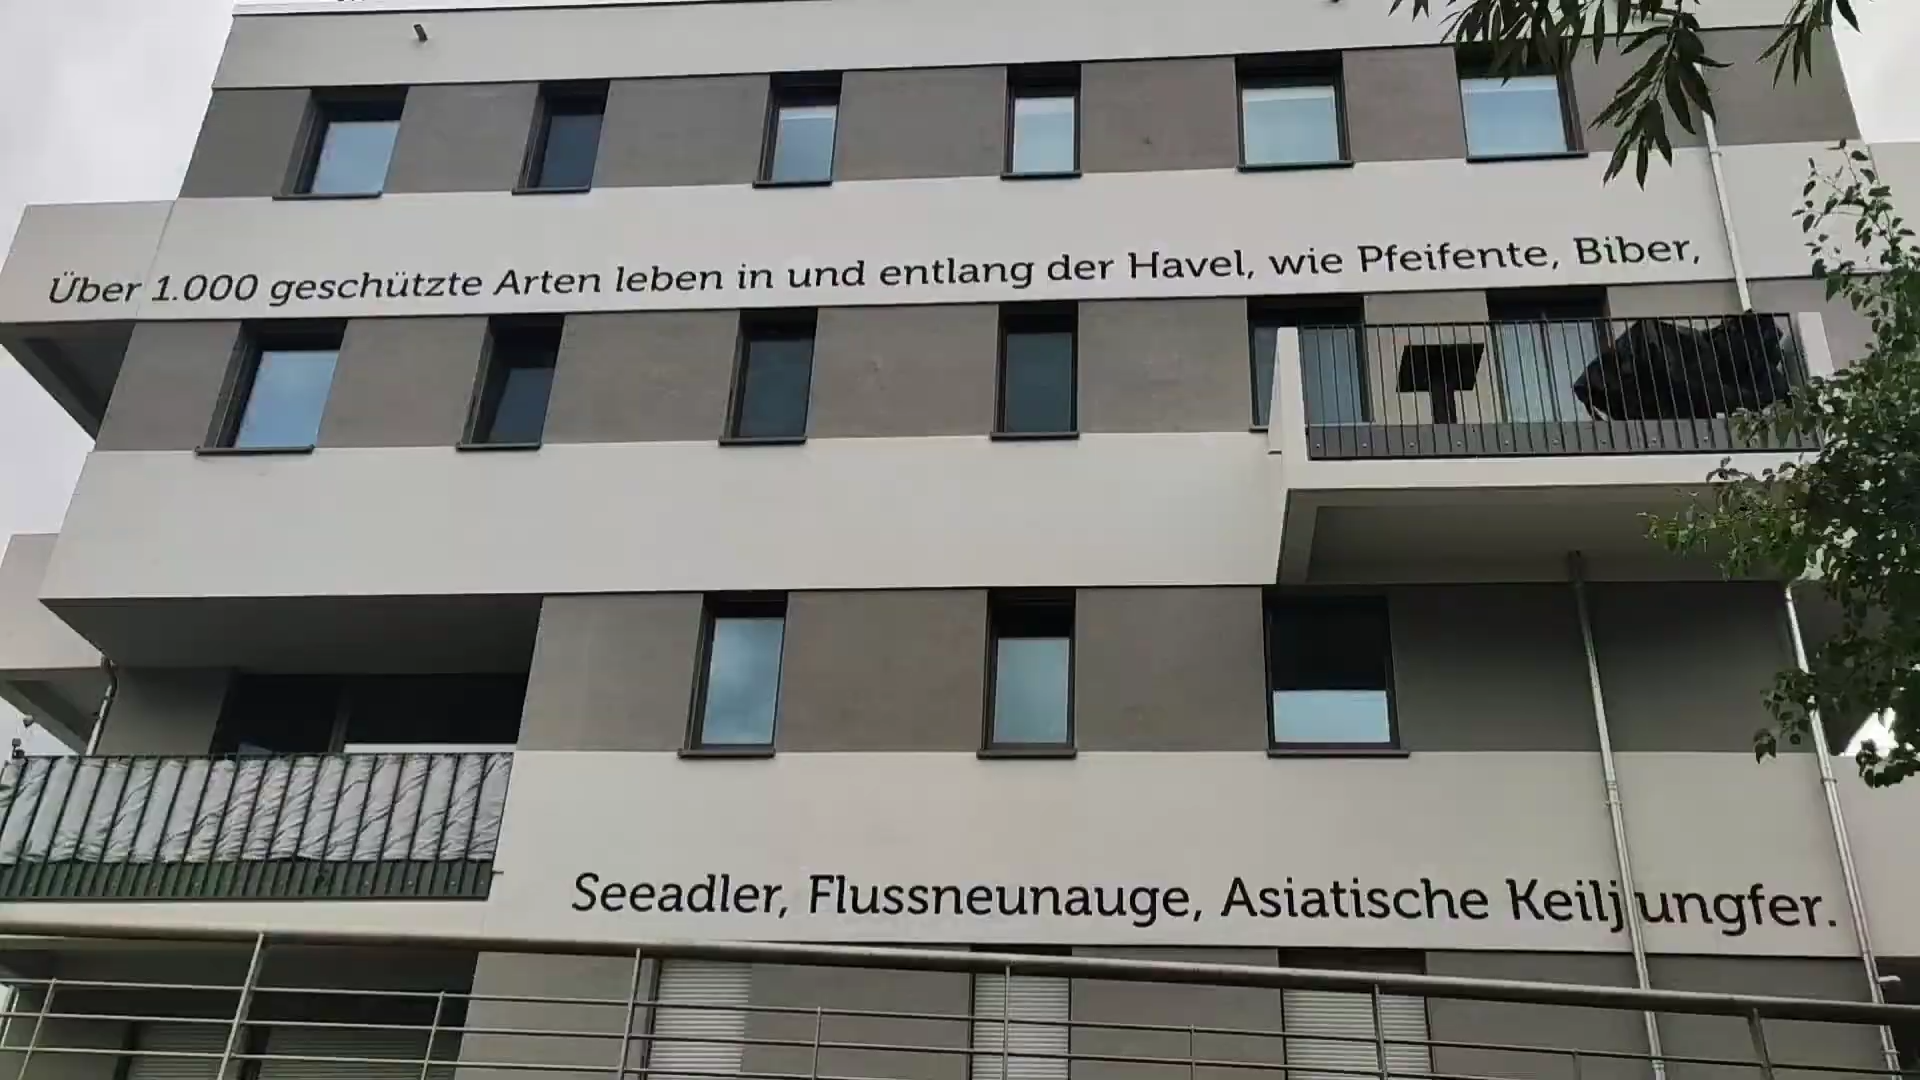 Über 1.000 geschützte Arten leben in und entlang der Havel, wie Pfeifente, Biber,
Seeadler, Flussneunauge, Asiatische Keiljungfer.